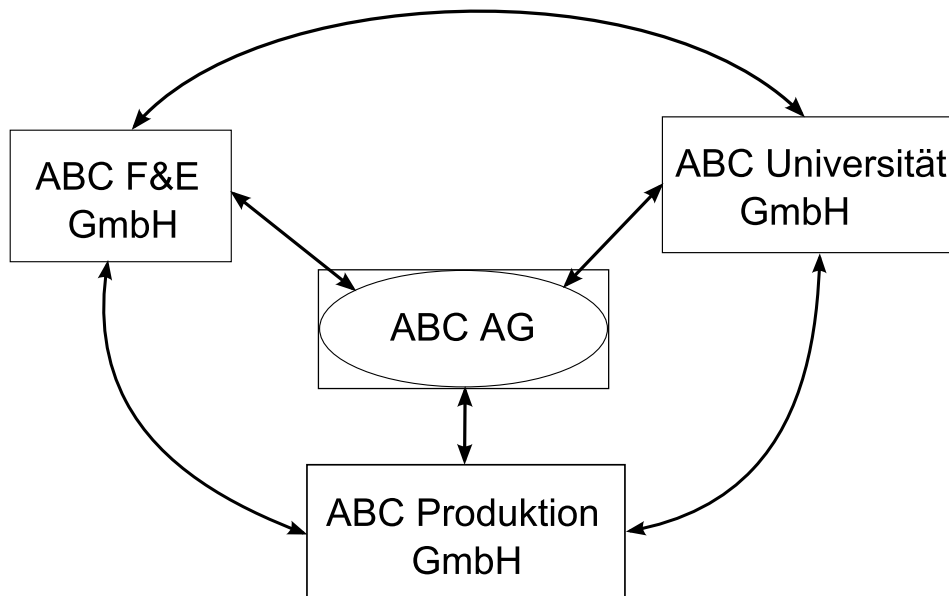 ABC F&E
GmbH
ABC Universität
GmbH
ABC AG
ABC Produktion
GmbH